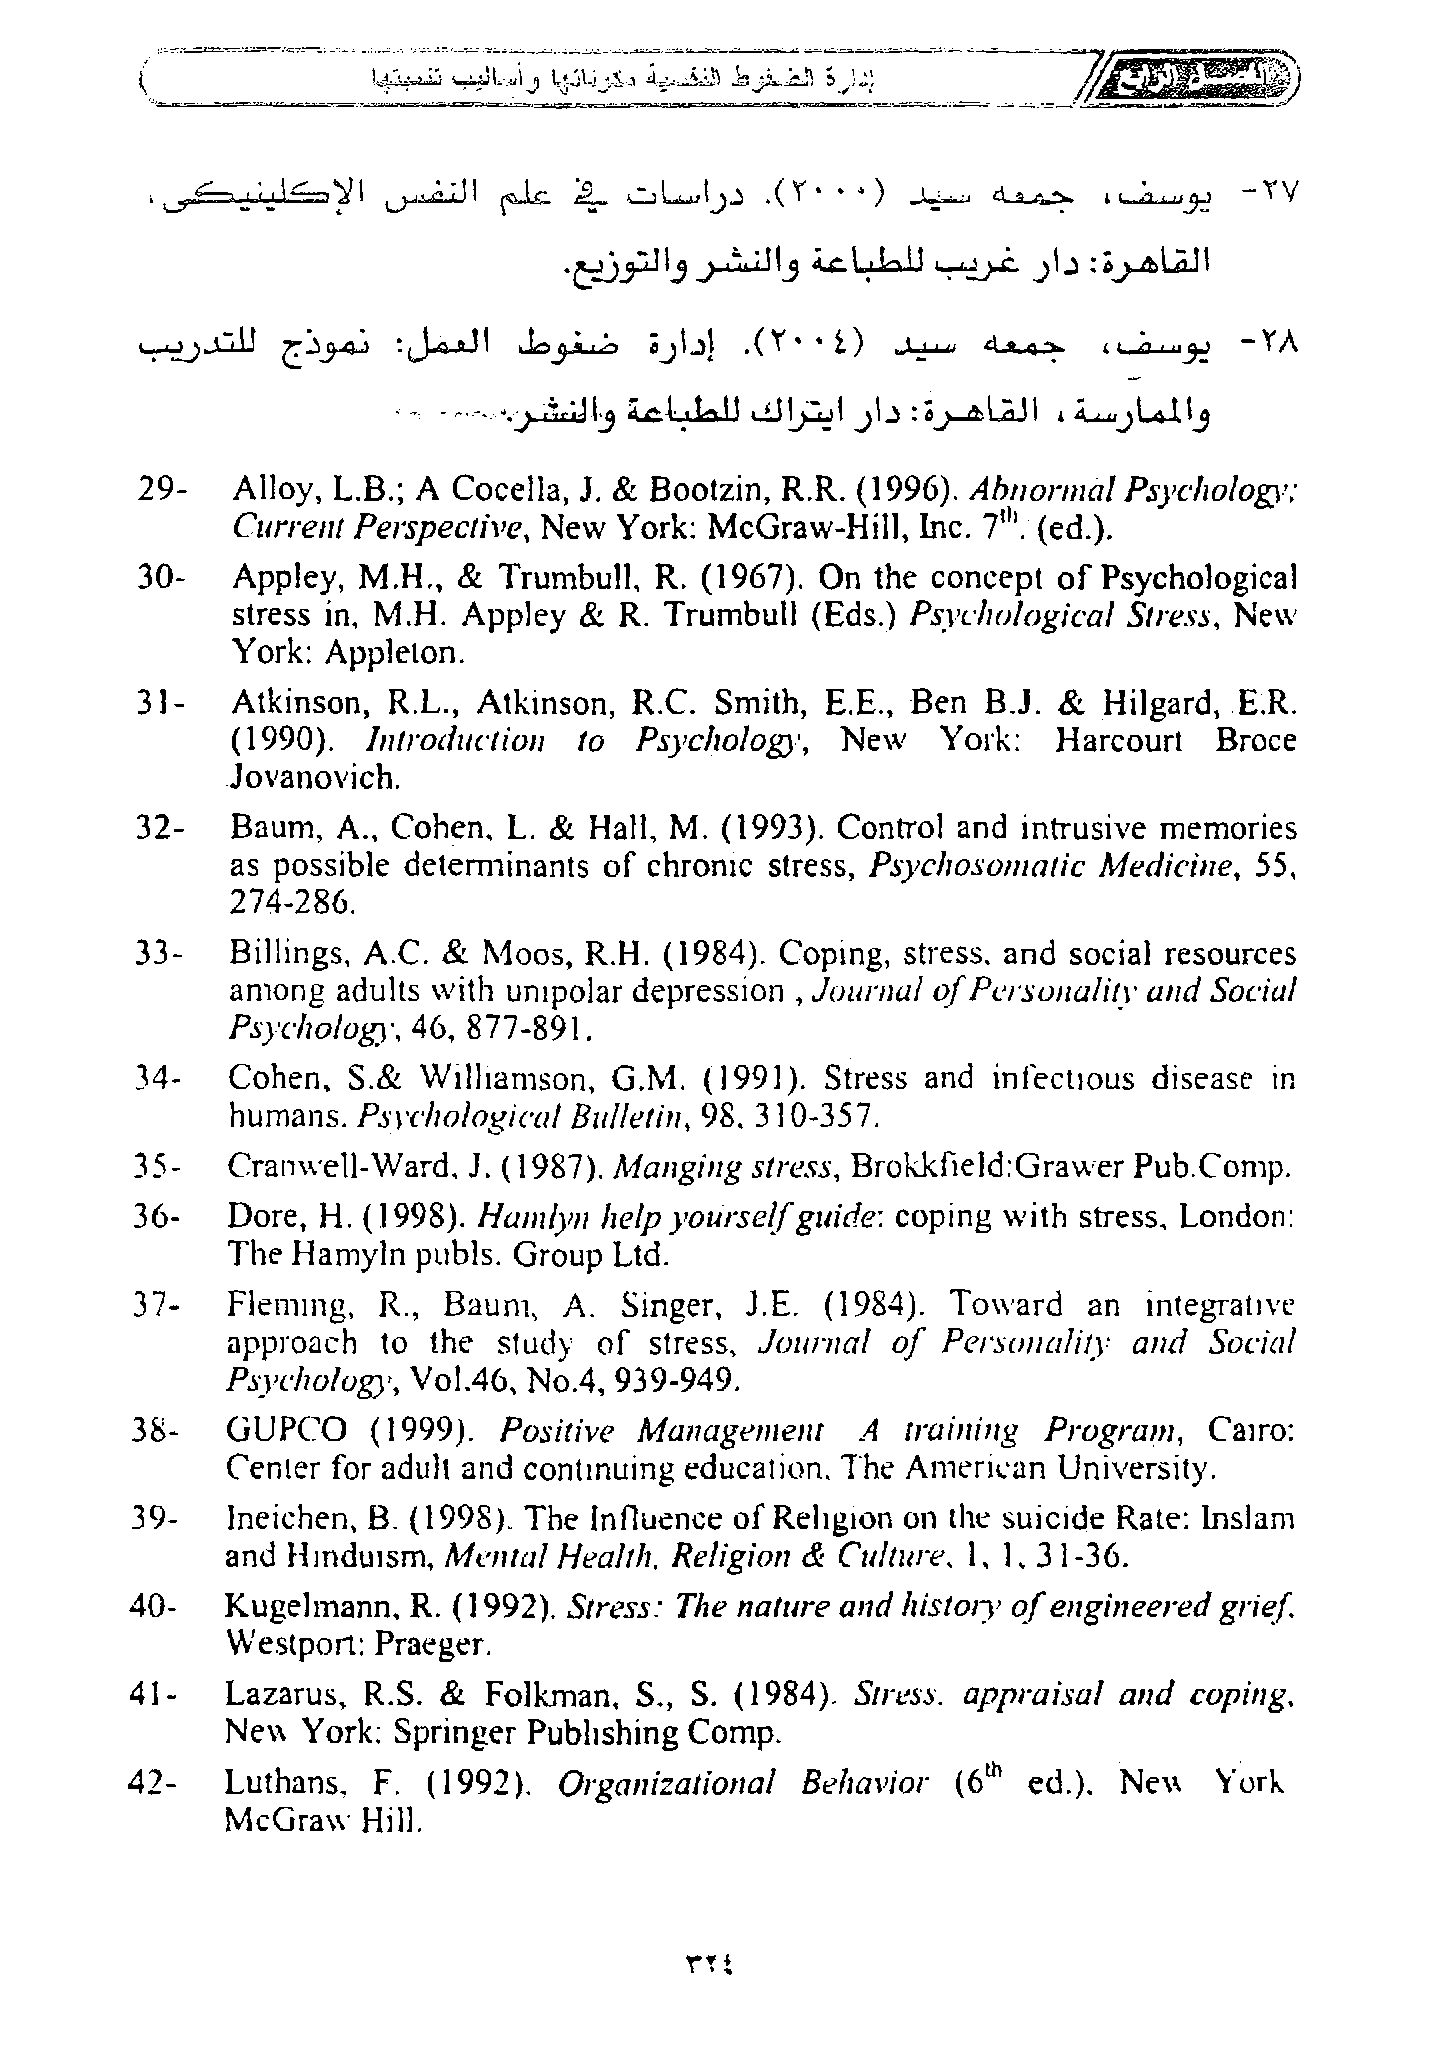 الفصل الرابع
إدارة الضغوط النفسية مكوناتها وأساليب تنميتها
٢٧- يوسف، جمعه سيد (٢٠٠٠). دراسات في علم النفس الإكلينيكى،
القاهرة: دار غريب للطباعة والنشر والتوزيع.
٢٨- يوسف، جمعه سيد (٢٠٠٤). إدارة ضغوط العمل: نموذج للتدريب
والممارسة، القاهرة: دار ايتراك للطباعة والنشر.
29- Alloy, L.B.; A Cocella, J. & Bootzin, R.R. (1996). Abnormal Psychology;
Current Perspective, New York: McGraw-Hill, Inc. 7th. (ed.).
30- Appley, M.H., & Trumbull, R. (1967). On the concept of Psychological
stress in, M.H. Appley & R. Trumbull (Eds.) Psychological Stress, New
York: Appleton.
31- Atkinson, R.L., Atkinson, R.C. Smith, E.E., Ben B.J. & Hilgard, E.R.
(1990). Introduction to Psychology, New York: Harcourt Broce
Jovanovich.
32- Baum, A., Cohen, L. & Hall, M. (1993). Control and intrusive memories
as possible determinants of chronic stress, Psychosomatic Medicine, 55,
274-286.
33- Billings, A.C. & Moos, R.H. (1984). Coping, stress, and social resources
among adults with unipolar depression , Journal of Personality and Social
Psychology, 46, 877-891.
34- Cohen, S.& Williamson, G.M. (1991). Stress and infectious disease in
humans. Psychological Bulletin, 98, 310-357.
35- Cranwell-Ward, J. (1987). Manging stress, Brokkfield:Grawer Pub.Comp.
36- Dore, H. (1998). Hamlyn help yourself guide: coping with stress, London:
The Hamyln publs. Group Ltd.
37- Fleming, R., Baum, A. Singer, J.E. (1984). Toward an integrative
approach to the study of stress, Journal of Personality and Social
Psychology, Vol.46, No.4, 939-949.
38- GUPCO (1999). Positive Management A training Program, Cairo:
Center for adult and continuing education. The American University.
39- Ineichen, B. (1998). The Influence of Religion on the suicide Rate: Inslam
and Hinduism, Mental Health, Religion & Culture, 1, 1, 31-36.
40- Kugelmann, R. (1992). Stress: The nature and history of engineered grief.
Westport: Praeger.
41- Lazarus, R.S. & Folkman, S., S. (1984). Stress. appraisal and coping,
New York: Springer Publishing Comp.
42- Luthans, F. (1992). Organizational Behavior (6th ed.), New York
McGraw Hill.
٣٢٤